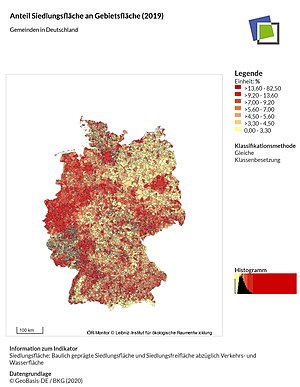 Anteil Siedlungsfläche an Gebietsfläche (2019)
Gemeinden in Deutschland
Legende
Einheit: %
>13,60 - 82,50
>9,20 - 13,60
>7,00 - 9,20
>5,60 - 7,00
>4,50 - 5,60
>3,30 - 4,50
0,00 - 3,30
Klassifikationsmethode
Gleiche
Klassenbesetzung
Histogramm
100 km
IÖR-Monitor © Leibniz-Institut für ökologische Raumentwicklung
Information zum Indikator
Siedlungsfläche: Baulich geprägte Siedlungsfläche und Siedlungsfreifläche abzüglich Verkehrs- und
Wasserfläche
Datengrundlage
© GeoBasis-DE / BKG (2020)